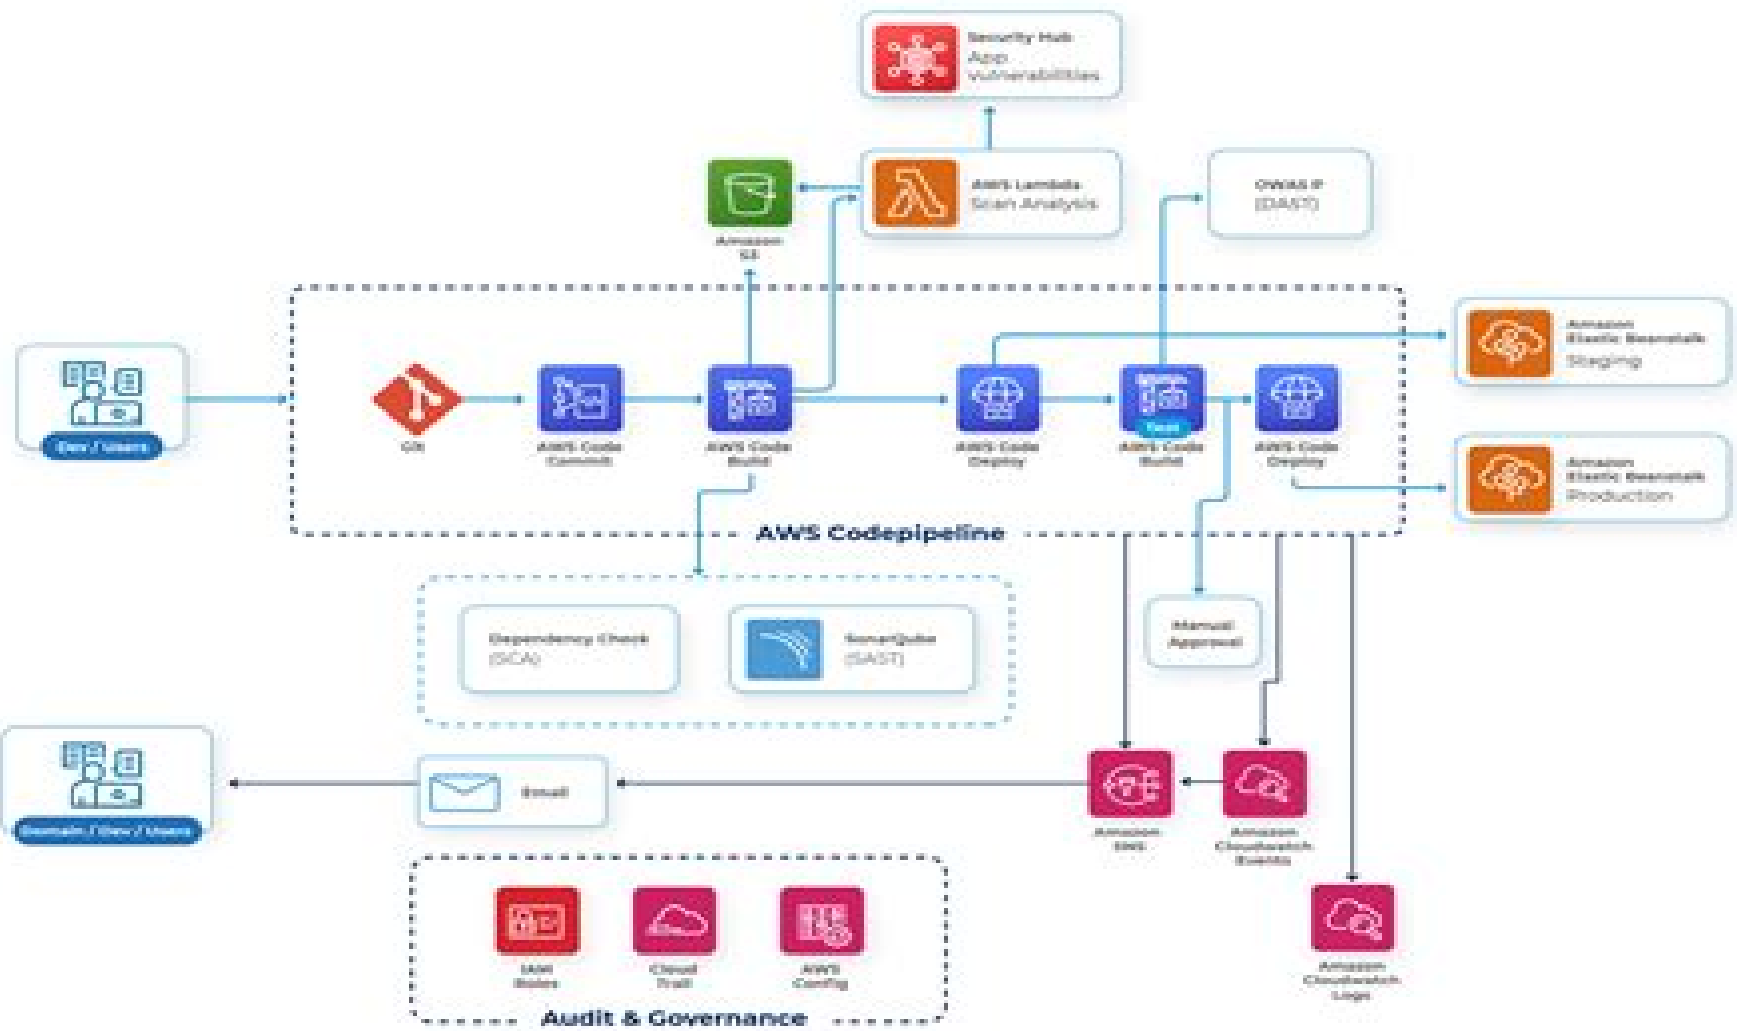 Security Hub
App
vulnerabilities
AWS Lambda
Scan Analysis
OWAS P
(DAST)
Amazon
S3
Amazon
Elastic Beanstalk
Staging
Dev / Users
Git
AWS Code
Commit
AWS Code
Build
AWS Code
Deploy
Test
AWS Code
Build
AWS Code
Deploy
Amazon
Elastic Beanstalk
Production
AWS Codepipeline
Dependency Check
(SCA)
SonarQube
(SAST)
Manual
Approval
Domain / Dev / Users
Email
Amazon
SNS
Amazon
Cloudwatch
Events
IAM
Roles
Cloud
Trail
AWS
Config
Amazon
Cloudwatch
Logs
Audit & Governance